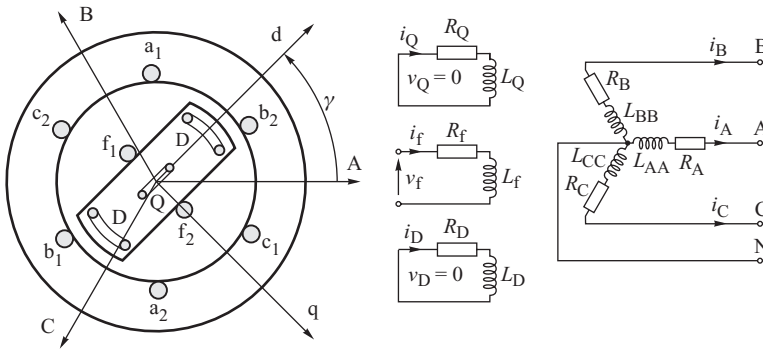 B
d
a1
c2
b2
γ
D
f1
A
Q
D
f2
b1
c1
a2
C
q
iQ
RQ
vQ = 0
LQ
if
Rf
vf
Lf
iD
RD
vD = 0
LD
iB
B
RB
LBB
iA
A
LCC
LAA
RA
RC
iC
C
N